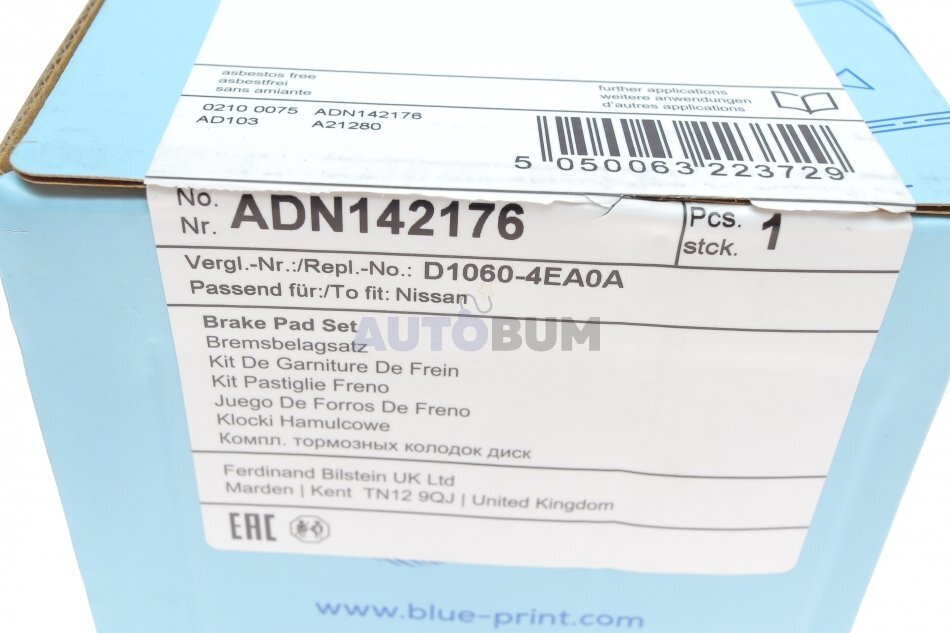 asbestos free
asbestfrei
sans amiante
further applications
weitere anwendungen
d'autres applications
0210 0075 ADN142176
AD103 A21280
5 050063 223729
No.
Nr. ADN142176
Pcs.
stck. 1
Vergl.-Nr.:/Repl.-No.: D1060-4EA0A
Passend für:/To fit: Nissan
AUTOBUM
Brake Pad Set
Bremsbelagsatz
Kit De Garniture De Frein
Kit Pastiglie Freno
Juego De Forros De Freno
Klocki Hamulcowe
Компл. тормозных колодок диск
Ferdinand Bilstein UK Ltd
Marden | Kent TN12 9QJ | United Kingdom
EAC
www.blue-print.com